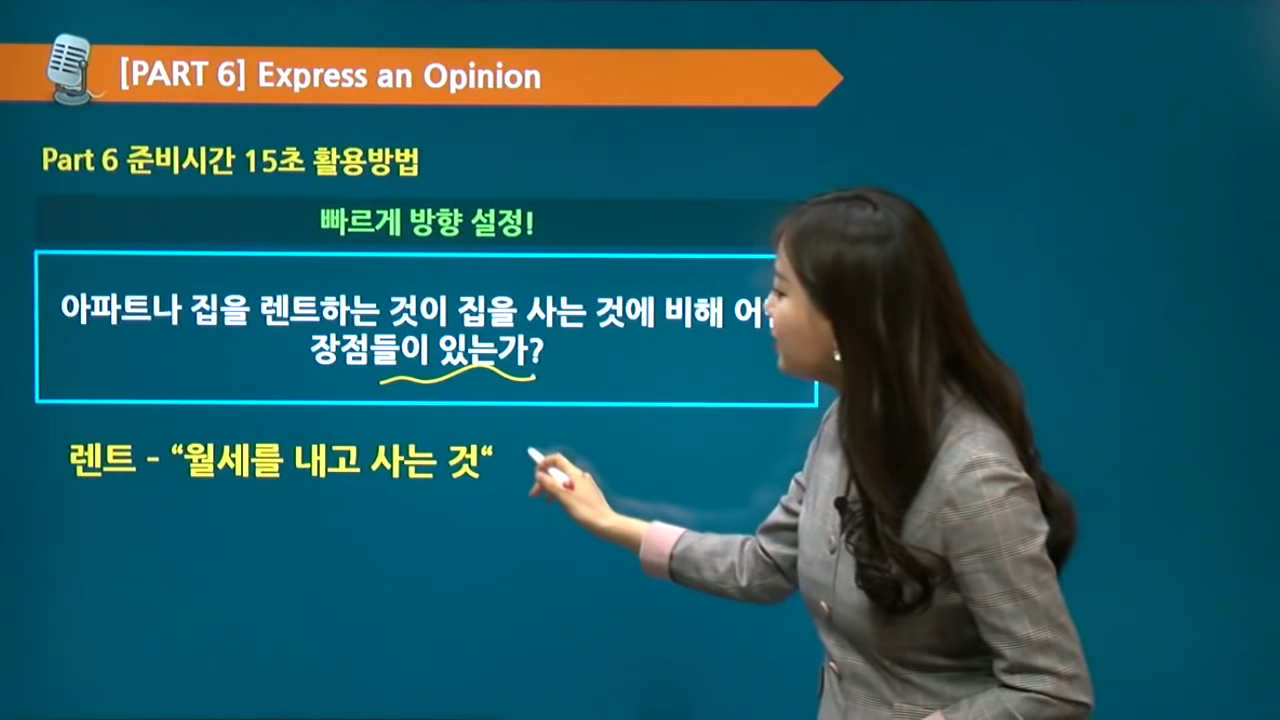 [PART 6] Express an Opinion
Part 6 준비시간 15초 활용방법
빠르게 방향 설정!
아파트나 집을 렌트하는 것이 집을 사는 것에 비해
장점들이 있는가?
렌트 - “월세를 내고 사는 것“